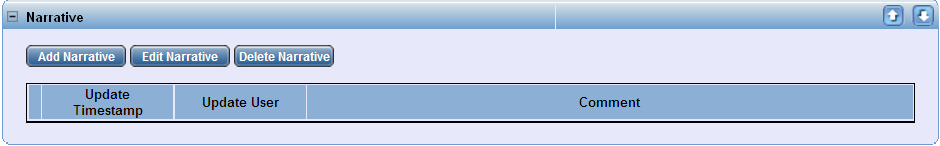 Narrative
Add Narrative Edit Narrative Delete Narrative
Update
Timestamp
Update User
Comment